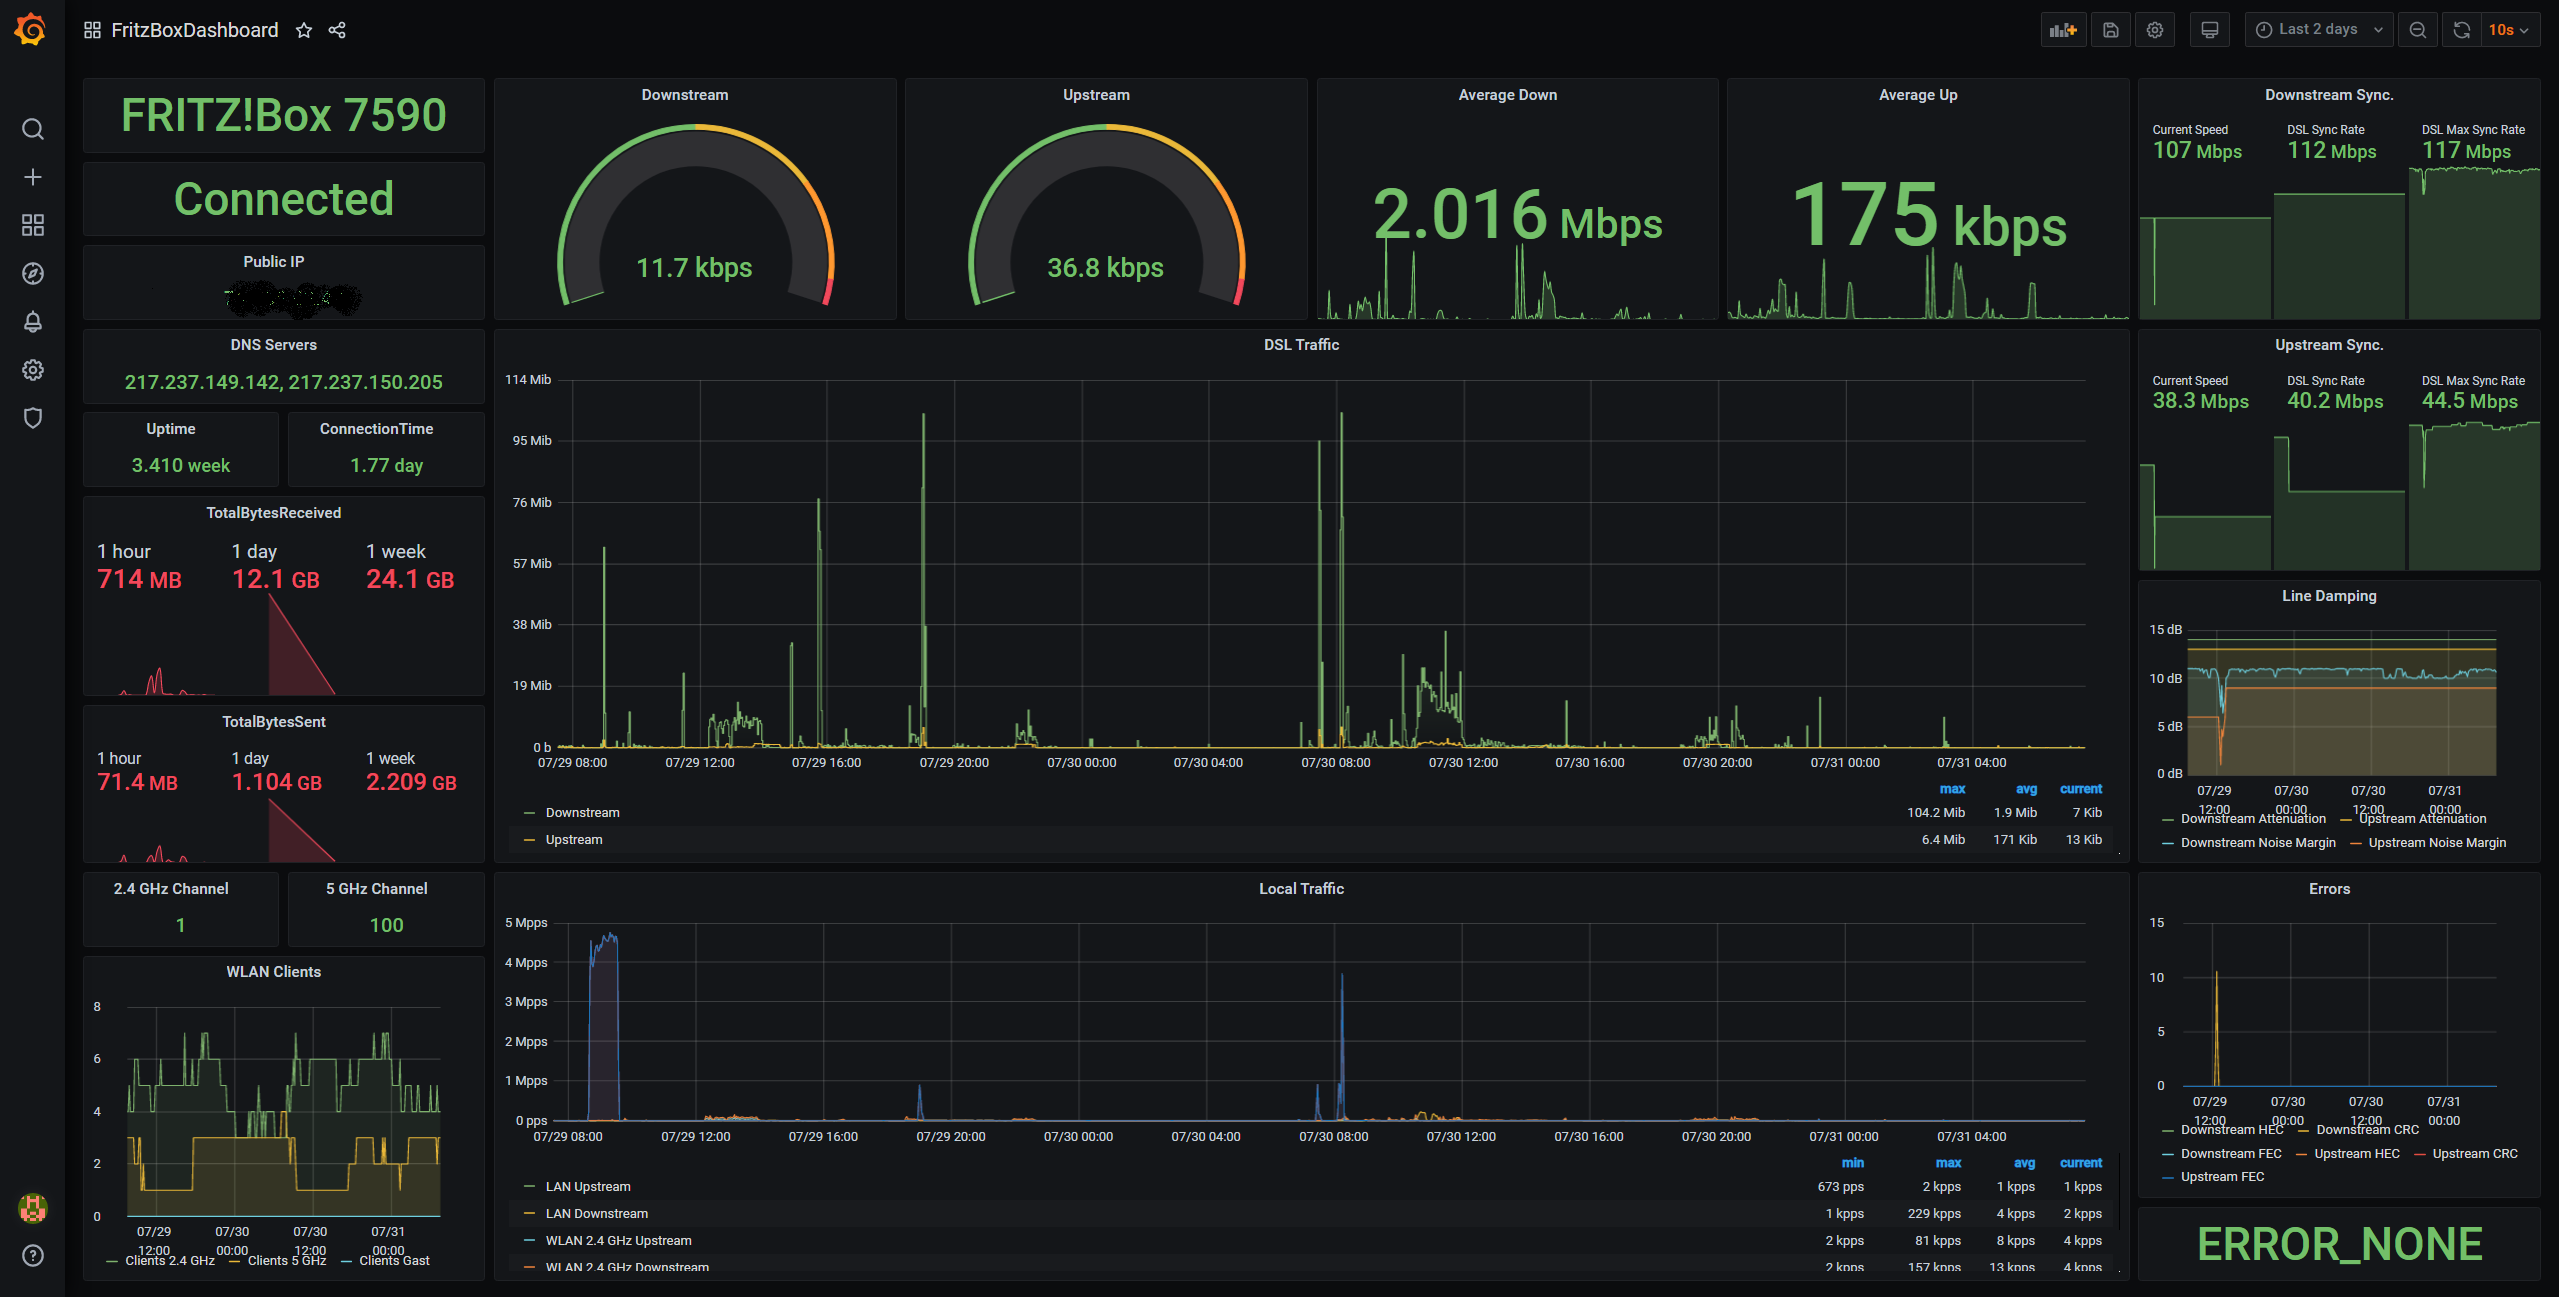 FritzBoxDashboard
Last 2 days
10s
FRITZ!Box 7590
Connected
Public IP
DNS Servers
217.237.149.142, 217.237.150.205
Uptime
3.410 week
ConnectionTime
1.77 day
TotalBytesReceived
1 hour 1 day 1 week
714 MB 12.1 GB 24.1 GB
TotalBytesSent
1 hour 1 day 1 week
71.4 MB 1.104 GB 2.209 GB
2.4 GHz Channel
1
5 GHz Channel
100
WLAN Clients
8
6
4
2
0
07/29 07/30 07/30 07/31
12:00 00:00 12:00 00:00
Clients 2.4 GHz Clients 5 GHz Clients Gast
Downstream
11.7 kbps
Upstream
36.8 kbps
Average Down
2.016 Mbps
Average Up
175 kbps
DSL Traffic
114 Mib
95 Mib
76 Mib
57 Mib
38 Mib
19 Mib
0 b
07/29 08:00 07/29 12:00 07/29 16:00 07/29 20:00 07/30 00:00 07/30 04:00 07/30 08:00 07/30 12:00 07/30 16:00 07/30 20:00 07/31 00:00 07/31 04:00
max avg current
Downstream 104.2 Mib 1.9 Mib 7 Kib
Upstream 6.4 Mib 171 Kib 13 Kib
Local Traffic
5 Mpps
4 Mpps
3 Mpps
2 Mpps
1 Mpps
0 pps
07/29 08:00 07/29 12:00 07/29 16:00 07/29 20:00 07/30 00:00 07/30 04:00 07/30 08:00 07/30 12:00 07/30 16:00 07/30 20:00 07/31 00:00 07/31 04:00
min max avg current
LAN Upstream 673 pps 2 kpps 1 kpps 1 kpps
LAN Downstream 1 kpps 229 kpps 4 kpps 2 kpps
WLAN 2.4 GHz Upstream 2 kpps 81 kpps 8 kpps 4 kpps
WLAN 2.4 GHz Downstream 2 kpps 157 kpps 13 kpps 4 kpps
Downstream Sync.
Current Speed DSL Sync Rate DSL Max Sync Rate
107 Mbps 112 Mbps 117 Mbps
Upstream Sync.
Current Speed DSL Sync Rate DSL Max Sync Rate
38.3 Mbps 40.2 Mbps 44.5 Mbps
Line Damping
15 dB
10 dB
5 dB
0 dB
07/29 07/30 07/30 07/31
12:00 00:00 12:00 00:00
Downstream Attenuation Upstream Attenuation
Downstream Noise Margin Upstream Noise Margin
Errors
15
10
5
0
07/29 07/30 07/30 07/31
12:00 00:00 12:00 00:00
Downstream HEC Downstream CRC
Downstream FEC Upstream HEC Upstream CRC
Upstream FEC
ERROR_NONE